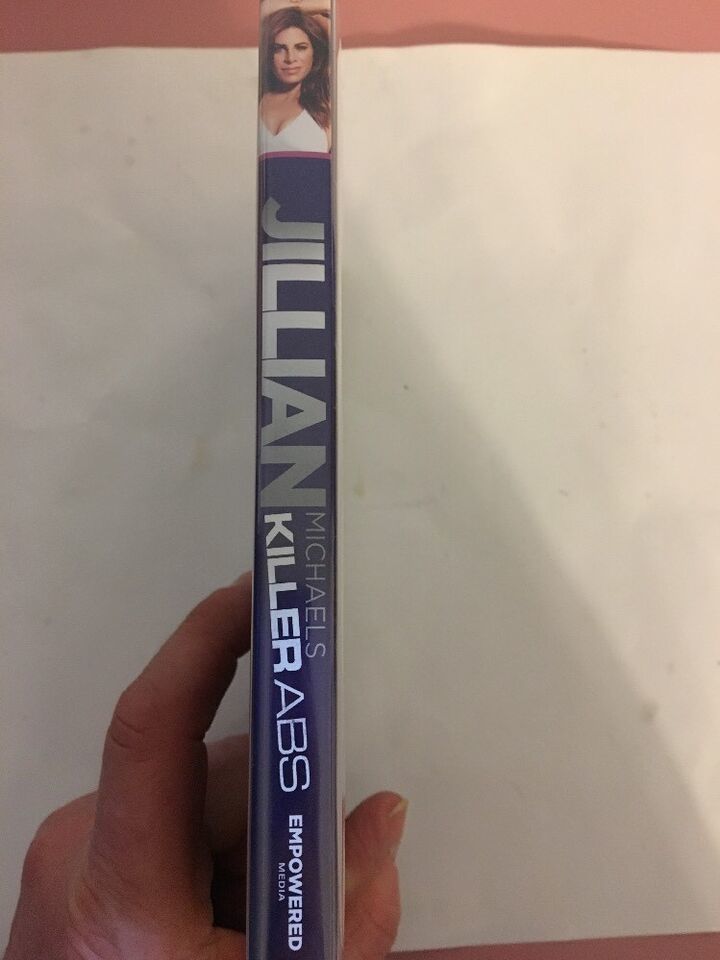 JILLIAN
MICHAELS
KILLER ABS
EMPOWERED
MEDIA